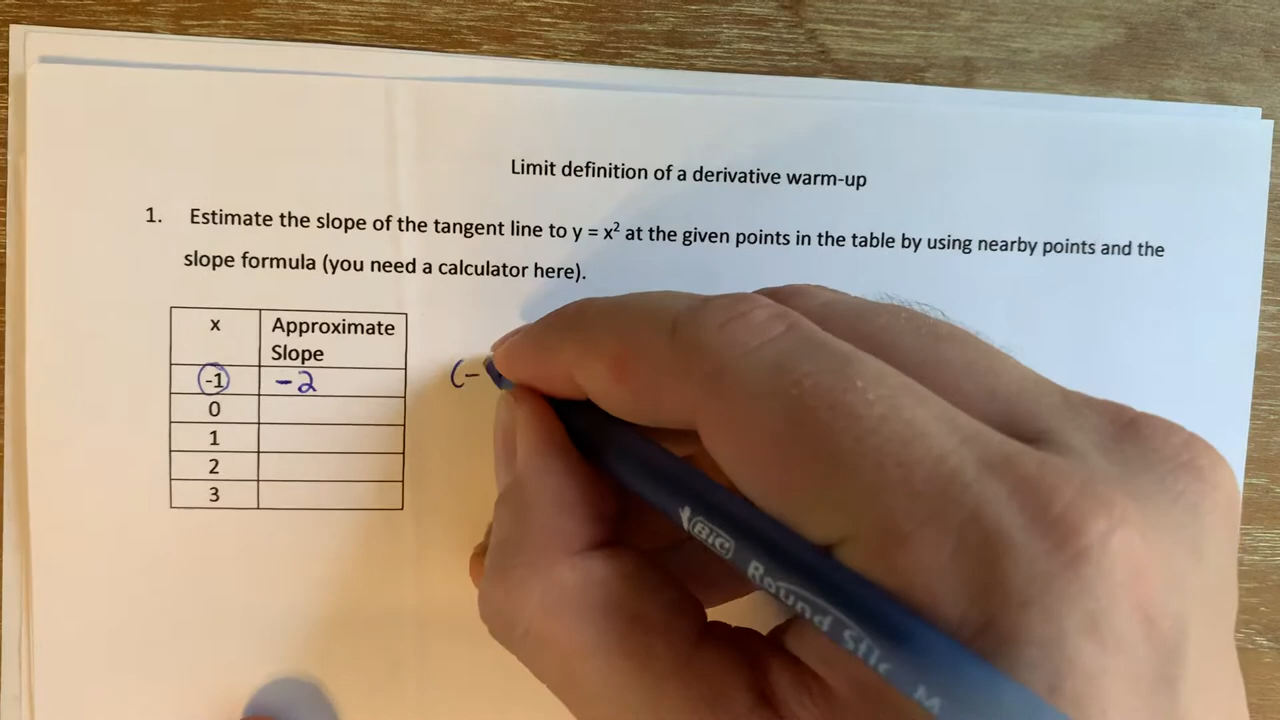 Limit definition of a derivative warm-up
1. Estimate the slope of the tangent line to y = x² at the given points in the table by using nearby points and the
slope formula (you need a calculator here).
x Approximate
Slope
-1 -2
(-
0
1
2
3
BIC Round Stic M